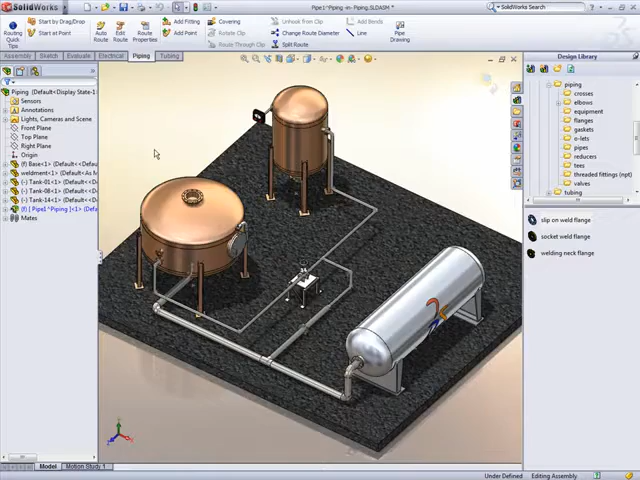 SolidWorks
Pipe1^Piping -in- Piping.SLDASM *
SolidWorks Search
Routing Quick Tips
Start by Drag/Drop
Start at Point
Auto Route
Edit Route
Route Properties
Add Fitting
Construction Pipe
Covering
Rotate Clip
Route Through Clip
Unhook from Clip
Change Route Diameter
Split Route
Add Bends
Line
Pipe Drawing
Assembly
Sketch
Evaluate
Electrical
Piping
Tubing
Design Library
Piping (Default<Display State-1
Sensors
Annotations
Lights, Cameras and Scene
Front Plane
Top Plane
Right Plane
Origin
(f) Base<1> (Default<<Defau
weldment<1> (Default<As M
(-) Tank-01<1> (Default<<De
(-) Tank-08<1> (Default<<De
(-) Tank-14<1> (Default<<De
(f) [ Pipe1^Piping ]<1> (Defa
Mates
piping
crosses
elbows
equipment
flanges
gaskets
o-lets
pipes
reducers
tees
threaded fittings (npt)
valves
tubing
slip on weld flange
socket weld flange
welding neck flange
Model
Motion Study 1
Under Defined
Editing Assembly